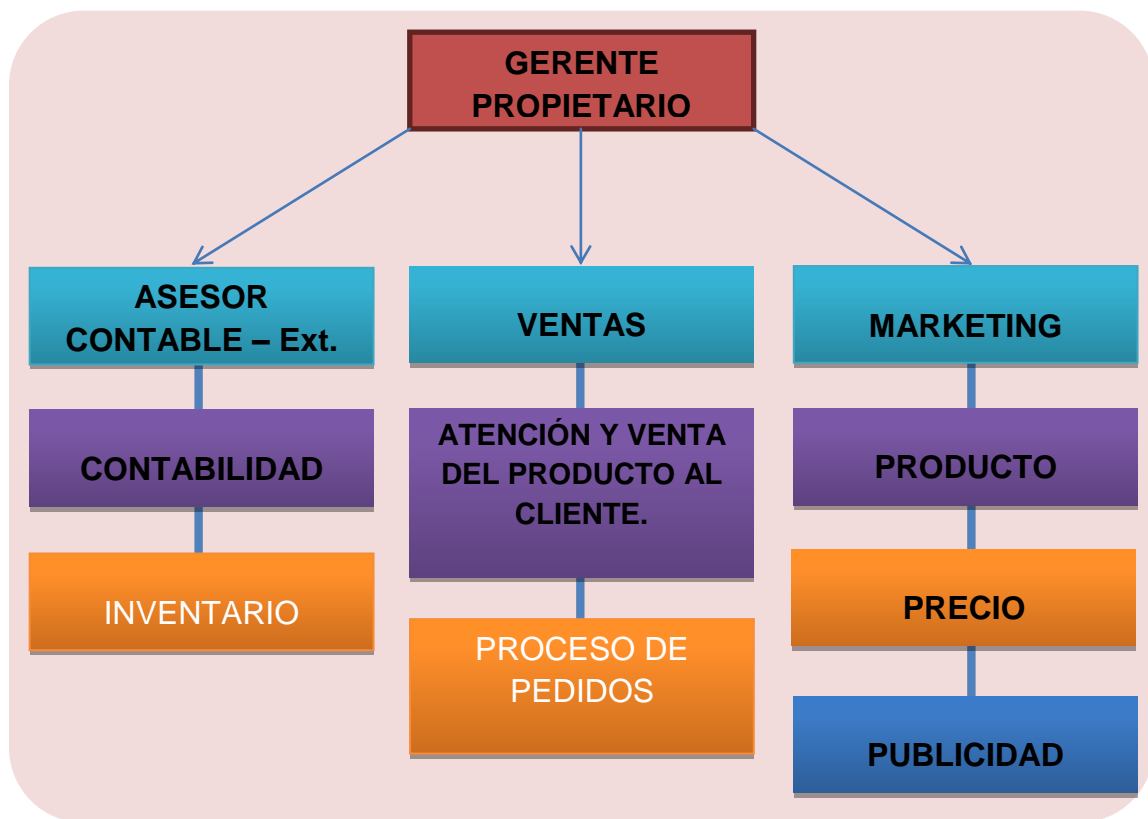 GERENTE
PROPIETARIO
ASESOR
CONTABLE – Ext.
VENTAS
MARKETING
CONTABILIDAD
ATENCIÓN Y VENTA
DEL PRODUCTO AL
CLIENTE.
PRODUCTO
INVENTARIO
PROCESO DE
PEDIDOS
PRECIO
PUBLICIDAD